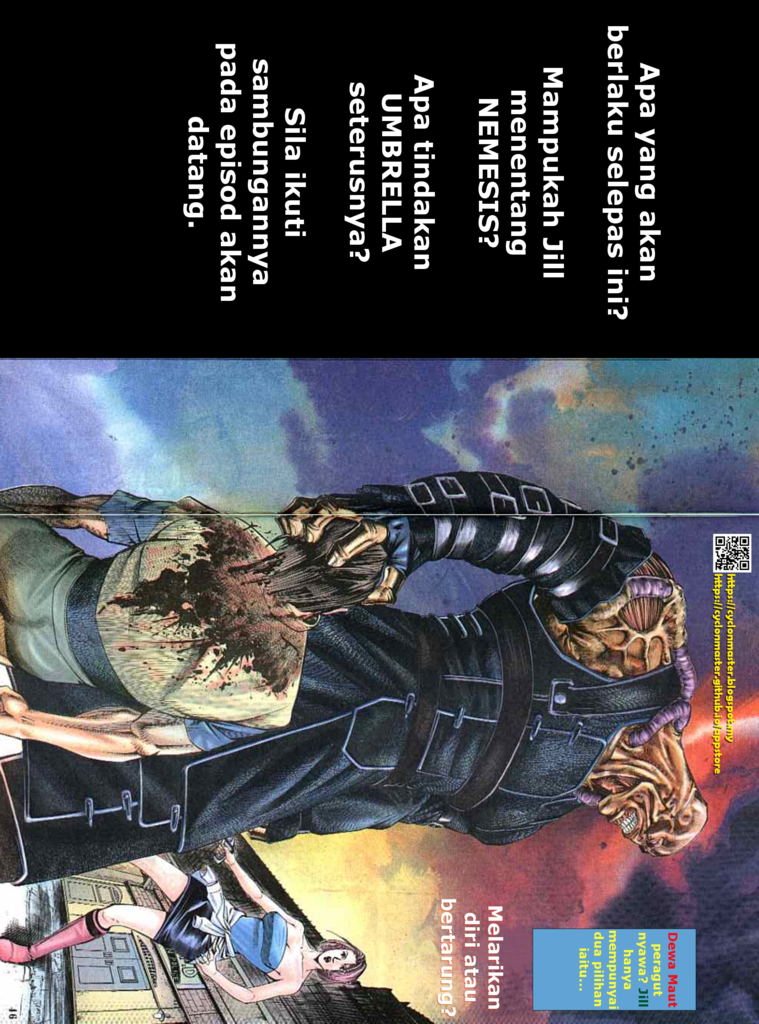 Apa yang akan
berlaku selepas ini?
Mampukah Jill
menentang
NEMESIS?
Apa tindakan
UMBRELLA
seterusnya?
Sila ikuti
sambungannya
pada episod akan
datang.
https://cyclonmaster.blogspot.my
https://cyclonmaster.github.io/appstore
Dewa Maut
peragut
nyawa? Jill
hanya
mempunyai
dua pilihan
iaitu...
Melarikan
diri atau
bertarung?
46